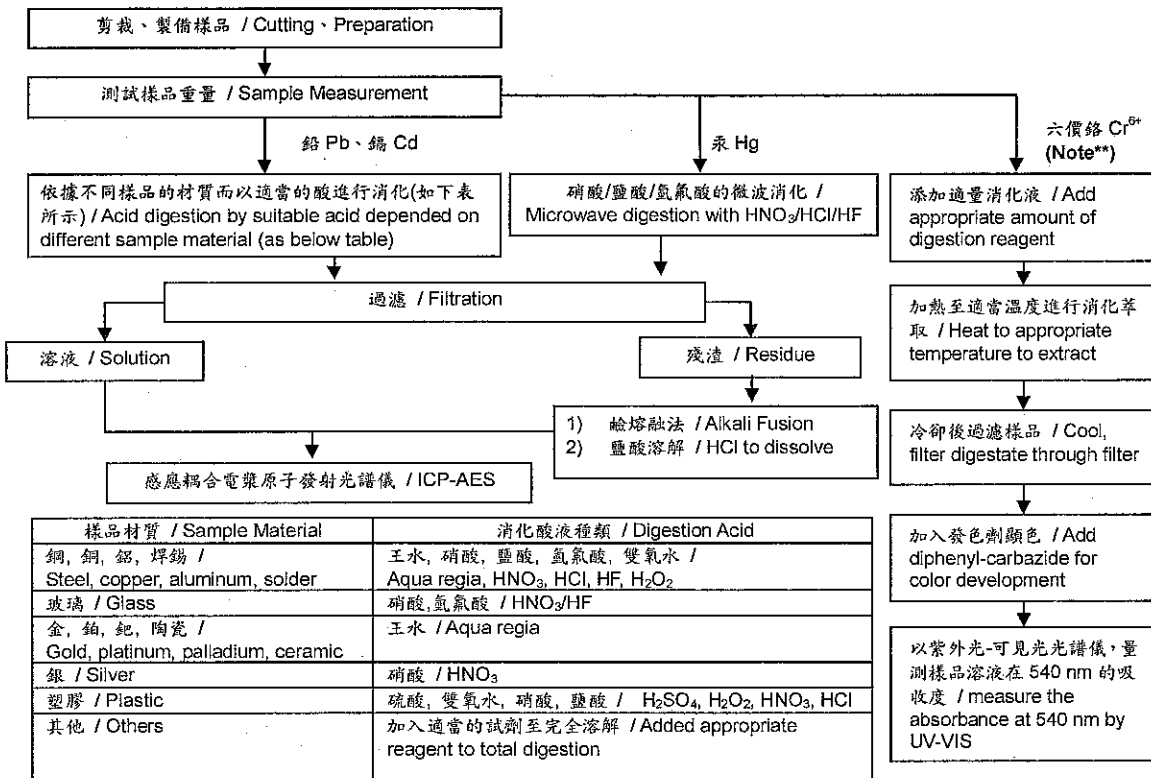 剪裁、製備樣品 / Cutting、Preparation
測試樣品重量 / Sample Measurement
鉛 Pb、鎘 Cd
汞 Hg
六價鉻 Cr⁶⁺
(Note**)
依據不同樣品的材質而以適當的酸進行消化(如下表
所示) / Acid digestion by suitable acid depended on
different sample material (as below table)
硝酸/鹽酸/氫氟酸的微波消化 /
Microwave digestion with HNO₃/HCl/HF
添加適量消化液 / Add
appropriate amount of
digestion reagent
過濾 / Filtration
加熱至適當溫度進行消化萃
取 / Heat to appropriate
temperature to extract
溶液 / Solution
殘渣 / Residue
1) 鹼熔融法 / Alkali Fusion
2) 鹽酸溶解 / HCl to dissolve
冷卻後過濾樣品 / Cool,
filter digestate through filter
感應耦合電漿原子發射光譜儀 / ICP-AES
加入發色劑顯色 / Add
diphenyl-carbazide for
color development
以紫外光-可見光光譜儀,量
測樣品溶液在 540 nm 的吸
收度 / measure the
absorbance at 540 nm by
UV-VIS
樣品材質 / Sample Material
消化酸液種類 / Digestion Acid
鋼, 銅, 鋁, 焊錫 /
Steel, copper, aluminum, solder
王水, 硝酸, 鹽酸, 氫氟酸, 雙氧水 /
Aqua regia, HNO₃, HCl, HF, H₂O₂
玻璃 / Glass
硝酸,氫氟酸 / HNO₃/HF
金, 鉑, 鈀, 陶瓷 /
Gold, platinum, palladium, ceramic
王水 / Aqua regia
銀 / Silver
硝酸 / HNO₃
塑膠 / Plastic
硫酸, 雙氧水, 硝酸, 鹽酸 / H₂SO₄, H₂O₂, HNO₃, HCl
其他 / Others
加入適當的試劑至完全溶解 / Added appropriate
reagent to total digestion